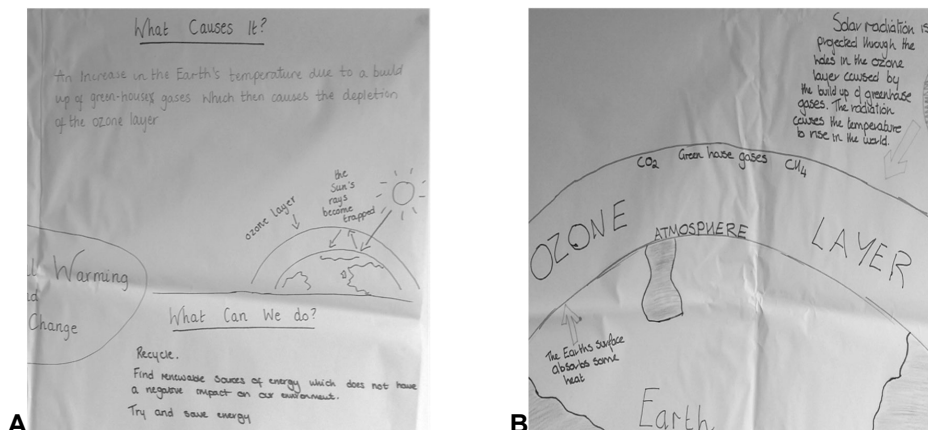 What Causes It?
An Increase in the Earth's temperature due to a build
up of green-houses gases which then causes the depletion
of the ozone layer
ozone layer
the
Sun's
rays
become
trapped
Warming
Change
What Can We do?
Recycle.
Find renewable sources of energy which does not have
a negative impact on our environment.
Try and save energy
A
Solar radiation is
projected through the
holes in the ozone
layer caused by
the build up of greenhouse
gases. The radiation
causes the temperature
to rise in the world.
CO2 Green house gases CH4
OZONE LAYER
ATMOSPHERE
The Earths surface
absorbs some
heat
Earth
B